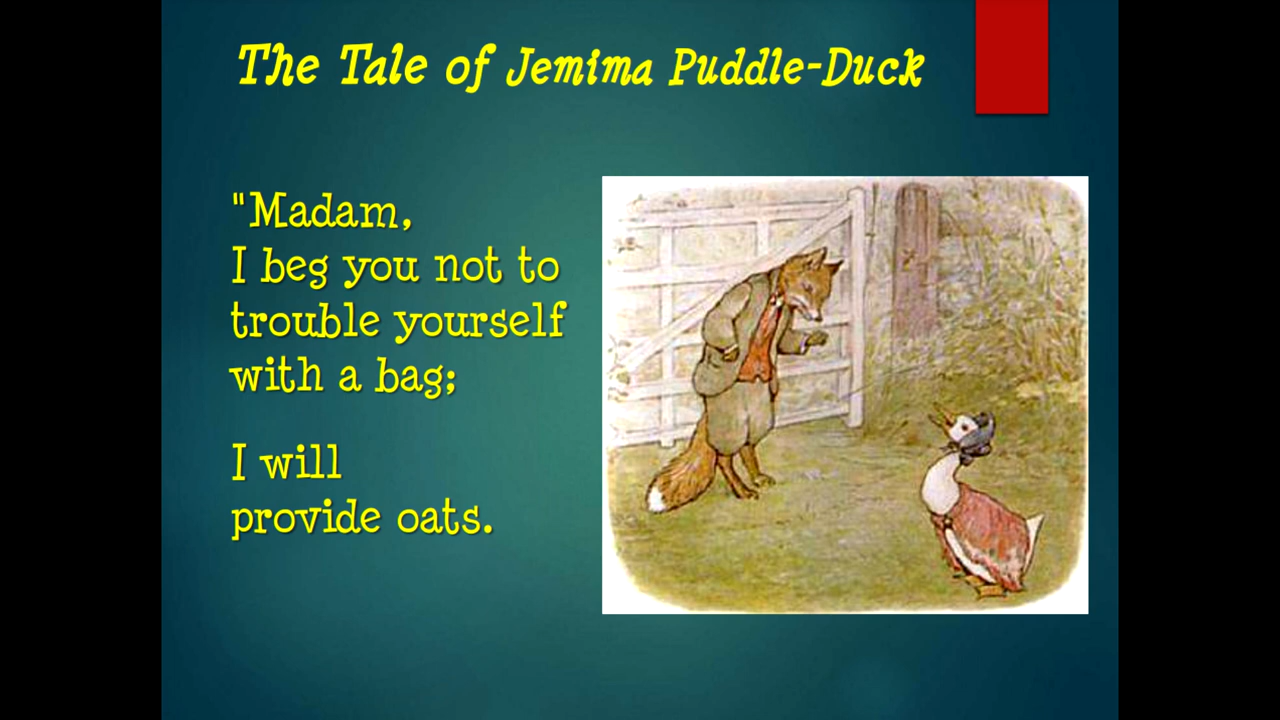 The Tale of Jemima Puddle-Duck
"Madam,
I beg you not to
trouble yourself
with a bag;
I will
provide oats.